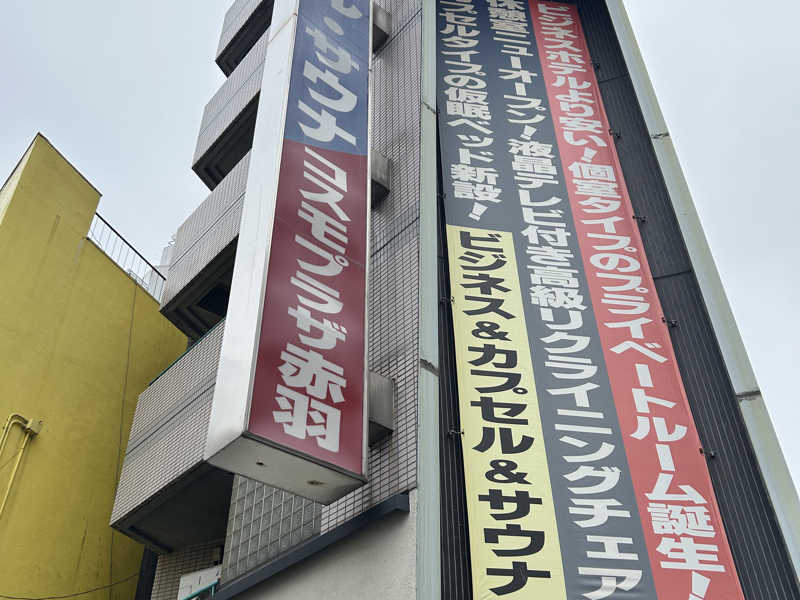 ル・サウナ
コスモプラザ赤羽
ビジネスホテルより安い!個室タイプのプライベートルーム誕生!
休憩室ニューオープン!液晶テレビ付き高級リクライニングチェア
プセルタイプの仮眠ベッド新設!
ビジネス&カプセル&サウナ